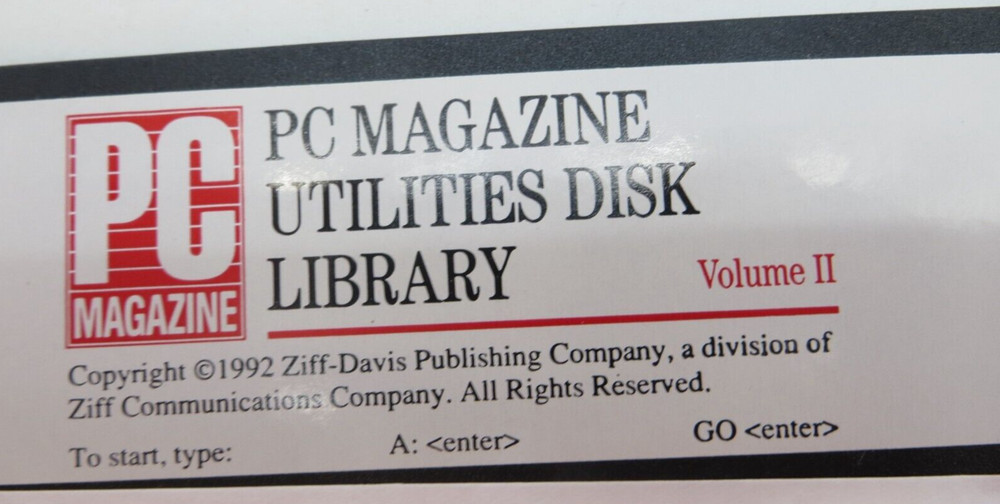 PC
MAGAZINE
PC MAGAZINE
UTILITIES DISK
LIBRARY
Volume II
Copyright ©1992 Ziff-Davis Publishing Company, a division of
Ziff Communications Company. All Rights Reserved.
To start, type: A: <enter> GO <enter>